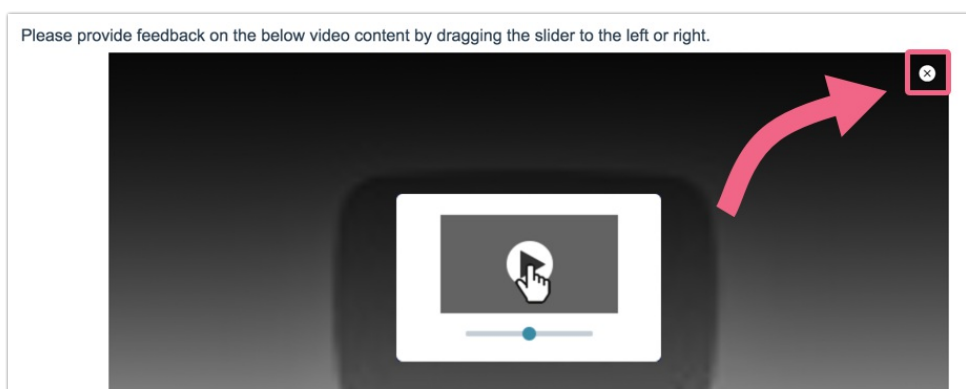 Please provide feedback on the below video content by dragging the slider to the left or right.